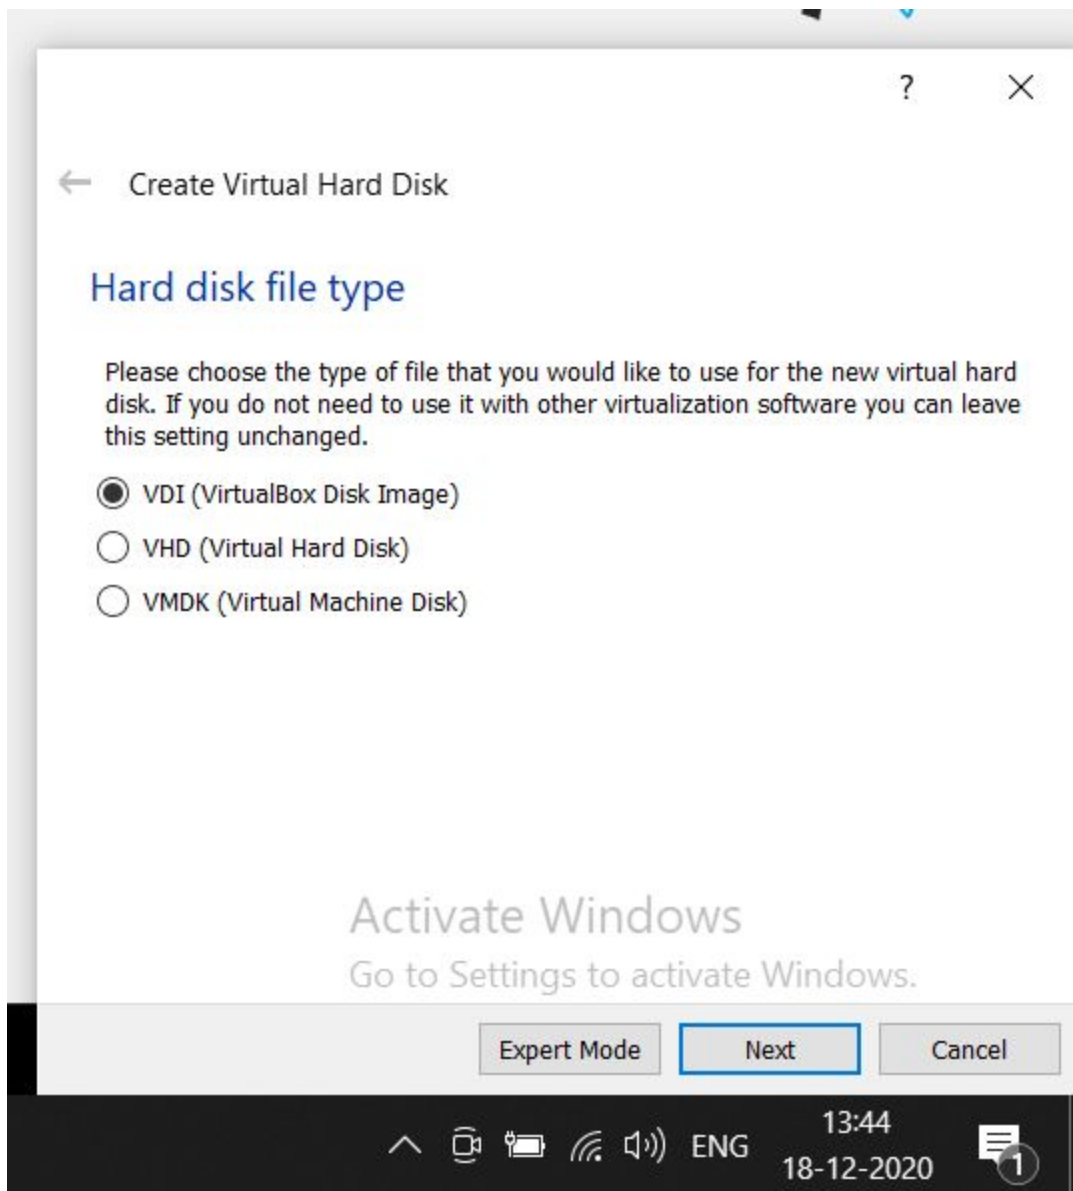 ?
Create Virtual Hard Disk
Hard disk file type
Please choose the type of file that you would like to use for the new virtual hard
disk. If you do not need to use it with other virtualization software you can leave
this setting unchanged.
VDI (VirtualBox Disk Image)
VHD (Virtual Hard Disk)
VMDK (Virtual Machine Disk)
Activate Windows
Go to Settings to activate Windows.
Expert Mode Next Cancel
13:44
ENG
18-12-2020
1